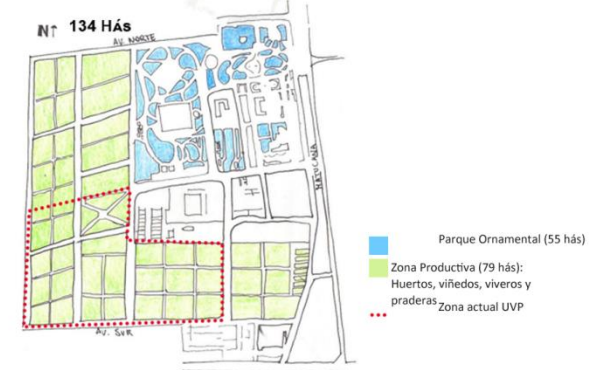 N↑ 134 HÁS
AV. NORTE
MATUCANA
AV. SUR
Parque Ornamental (55 hás)
Zona Productiva (79 hás):
Huertos, viñedos, viveros y
praderas
Zona actual UVP